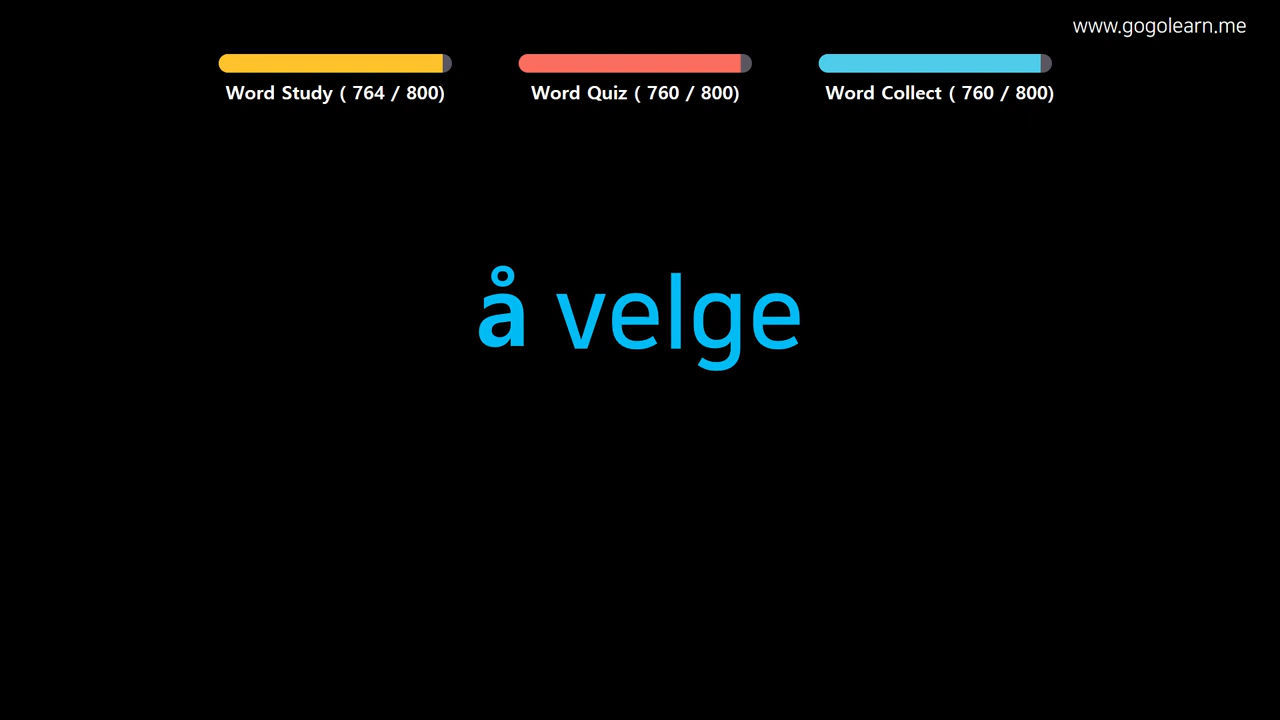 www.gogolearn.me
Word Study ( 764 / 800)
Word Quiz ( 760 / 800)
Word Collect ( 760 / 800)
å velge